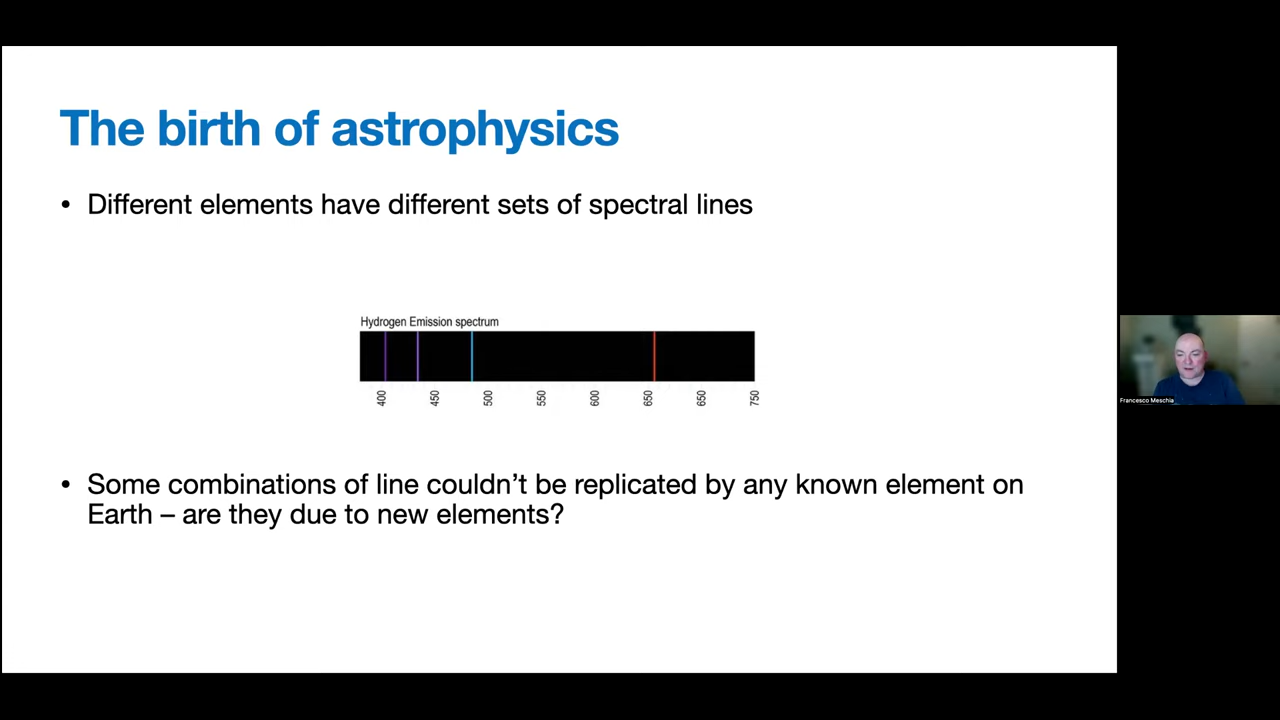 The birth of astrophysics
• Different elements have different sets of spectral lines
Hydrogen Emission spectrum
400 450 500 550 600 650 650 750
• Some combinations of line couldn’t be replicated by any known element on
Earth – are they due to new elements?
Francesco Meschia